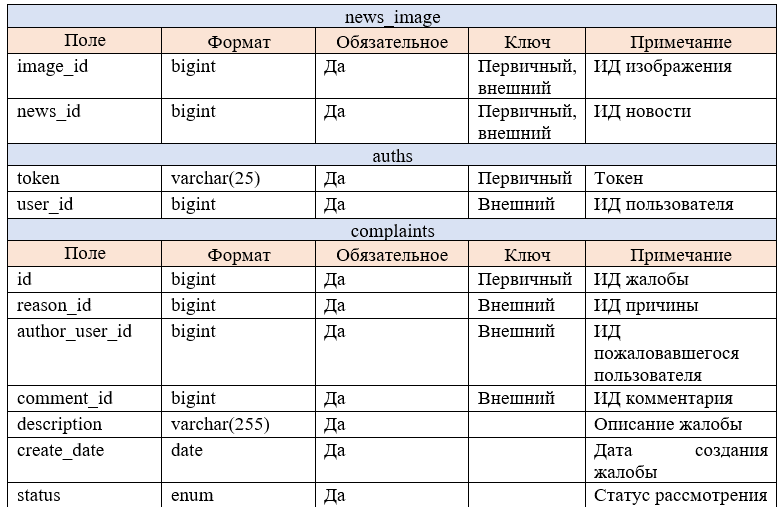 news_image
Поле Формат Обязательное Ключ Примечание
image_id bigint Да Первичный, ИД изображения
внешний
news_id bigint Да Первичный, ИД новости
внешний
auths
token varchar(25) Да Первичный Токен
user_id bigint Да Внешний ИД пользователя
complaints
Поле Формат Обязательное Ключ Примечание
id bigint Да Первичный ИД жалобы
reason_id bigint Да Внешний ИД причины
author_user_id bigint Да Внешний ИД
пожаловавшегося
пользователя
comment_id bigint Да Внешний ИД комментария
description varchar(255) Да Описание жалобы
create_date date Да Дата создания
жалобы
status enum Да Статус рассмотрения